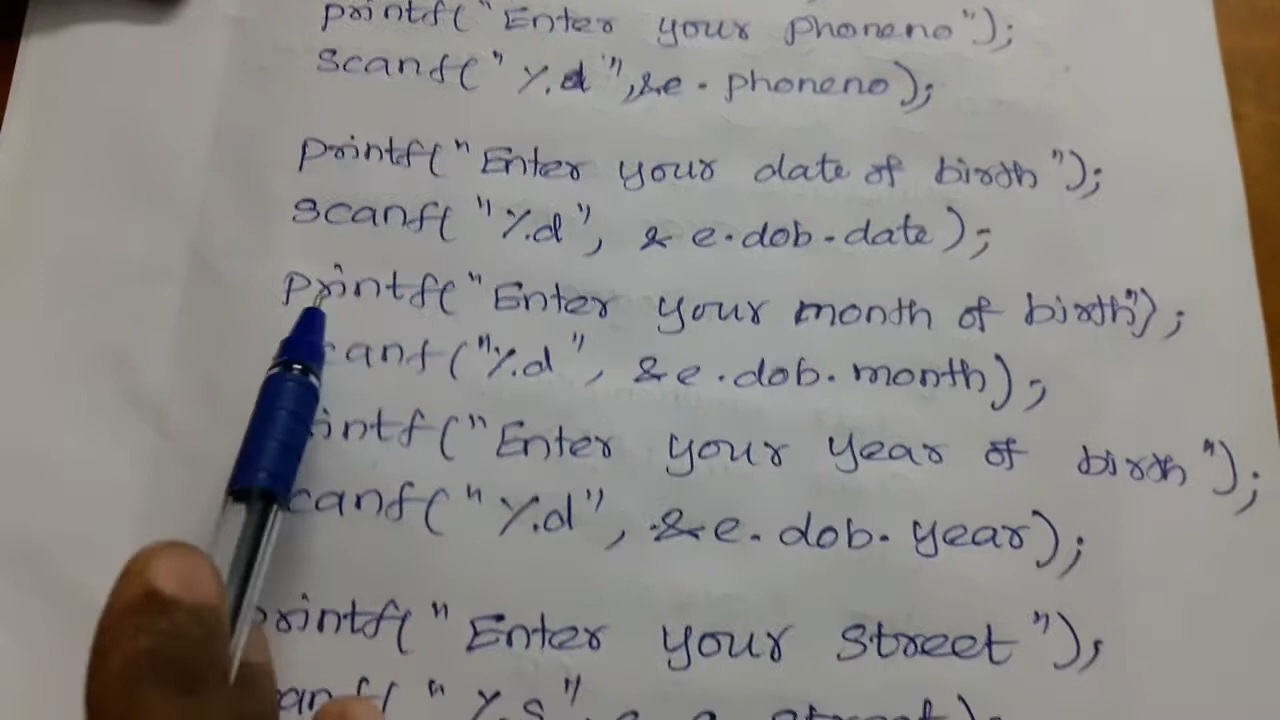 printf("Enter your phoneno");
scanf("%d",&e.phoneno);
printf("Enter your date of birth");
scanf("%d", &e.dob.date);
printf("Enter your month of birth");
canf("%d", &e.dob.month);
intf("Enter your year of birth");
canf("%d", &e.dob.year);
rintf("Enter your street");
canf("%s"